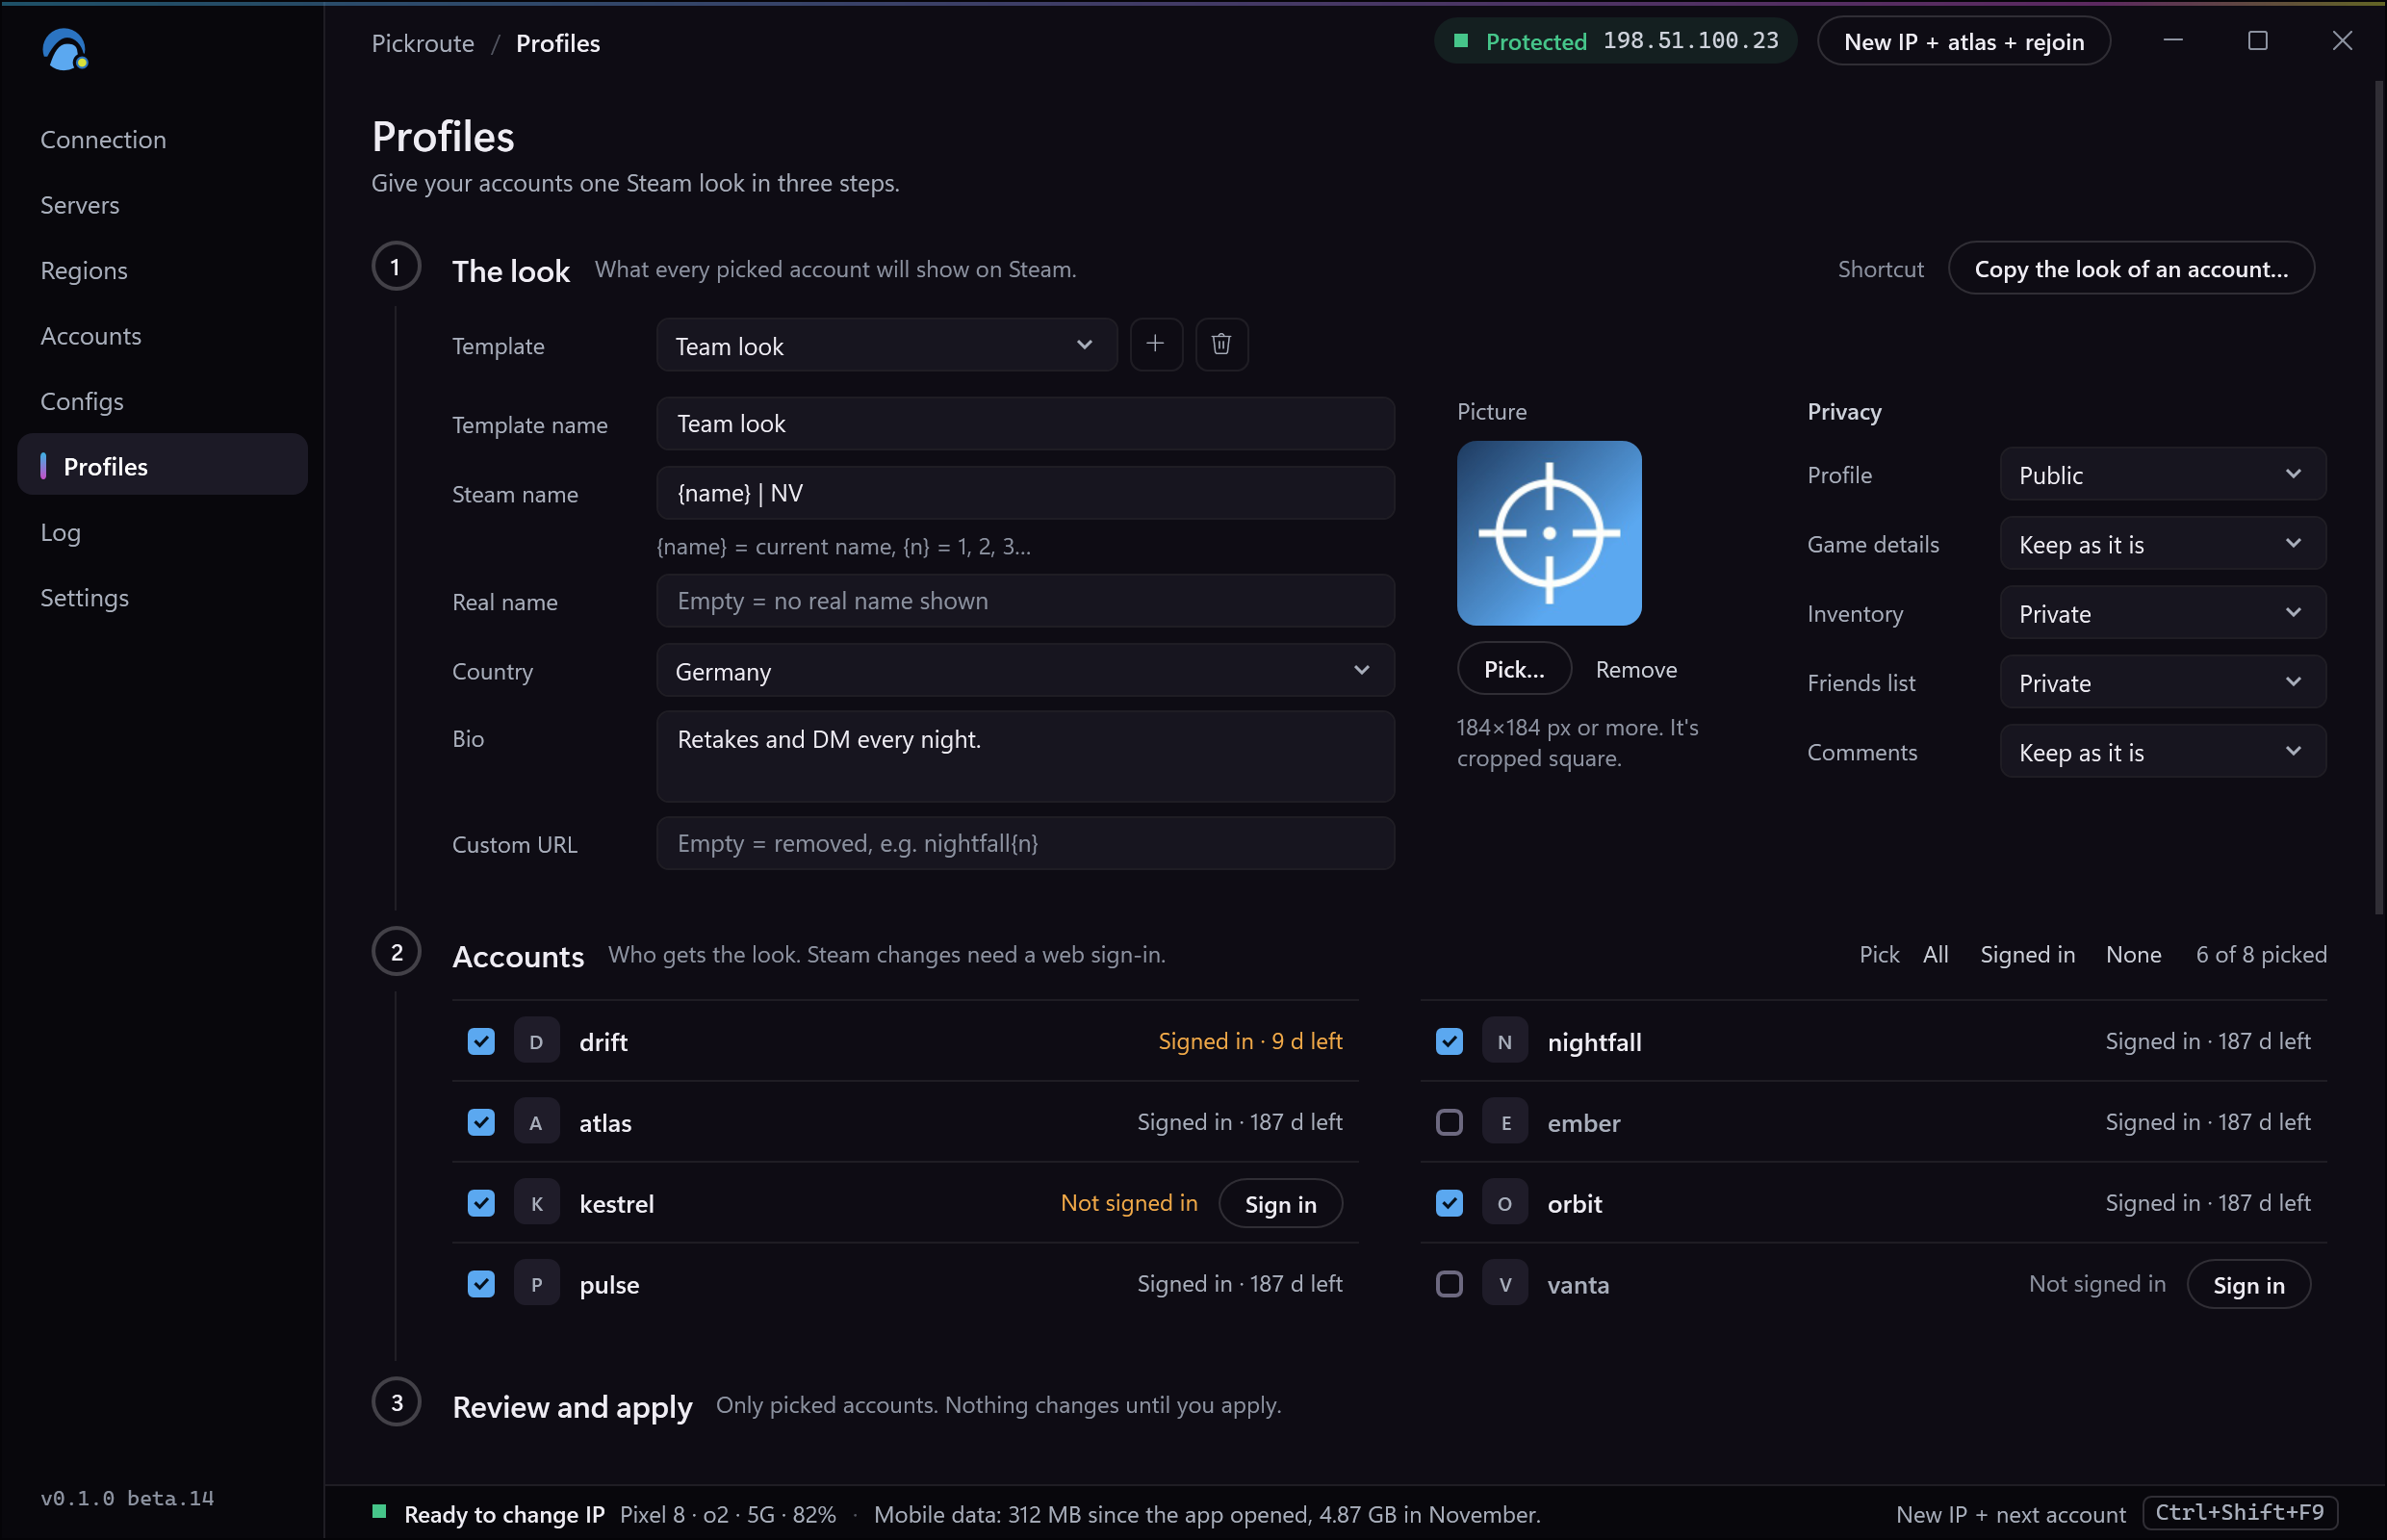 Pickroute / Profiles
Protected 198.51.100.23
New IP + atlas + rejoin
Connection
Servers
Regions
Accounts
Configs
Profiles
Log
Settings
v0.1.0 beta.14
Profiles
Give your accounts one Steam look in three steps.
1 The look What every picked account will show on Steam.
Shortcut Copy the look of an account...
Template Team look
Template name Team look
Steam name {name} | NV
{name} = current name, {n} = 1, 2, 3...
Real name Empty = no real name shown
Country Germany
Bio Retakes and DM every night.
Custom URL Empty = removed, e.g. nightfall{n}
Picture
Pick... Remove
184×184 px or more. It's
cropped square.
Privacy
Profile Public
Game details Keep as it is
Inventory Private
Friends list Private
Comments Keep as it is
2 Accounts Who gets the look. Steam changes need a web sign-in.
Pick All Signed in None 6 of 8 picked
D drift Signed in · 9 d left
N nightfall Signed in · 187 d left
A atlas Signed in · 187 d left
E ember Signed in · 187 d left
K kestrel Not signed in Sign in
O orbit Signed in · 187 d left
P pulse Signed in · 187 d left
V vanta Not signed in Sign in
3 Review and apply Only picked accounts. Nothing changes until you apply.
Ready to change IP Pixel 8 · o2 · 5G · 82% · Mobile data: 312 MB since the app opened, 4.87 GB in November.
New IP + next account Ctrl+Shift+F9